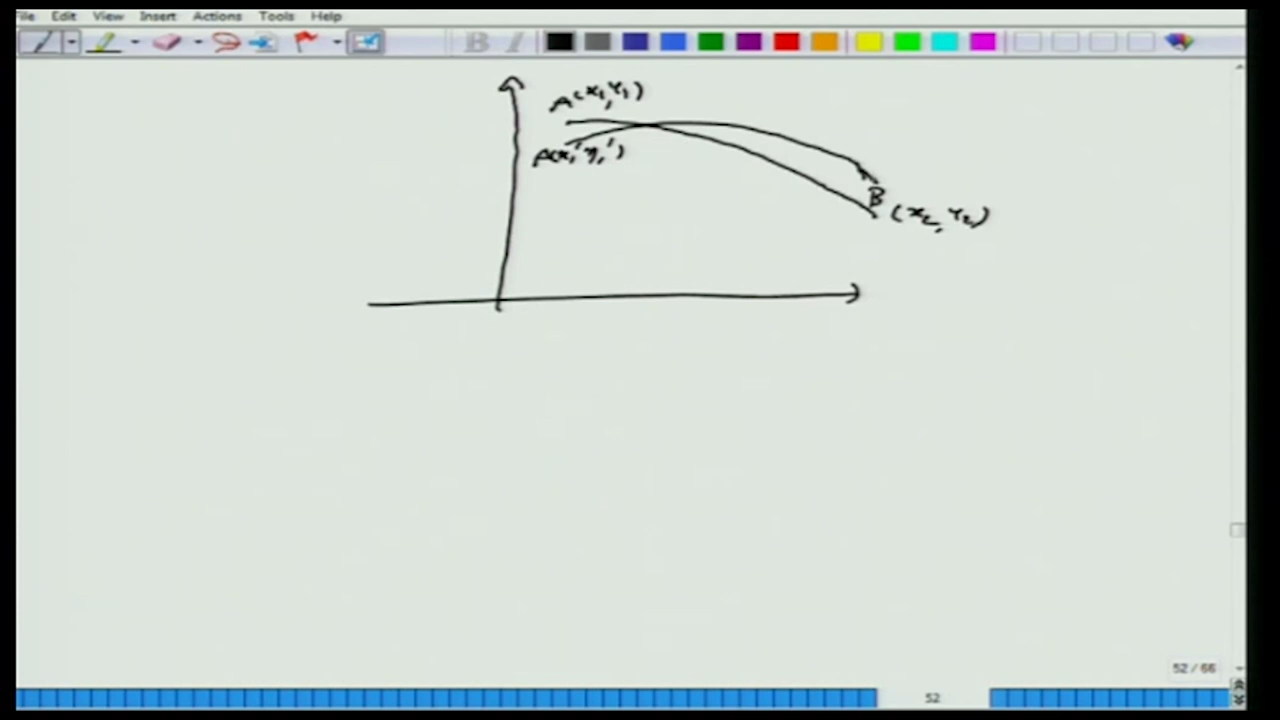 File Edit View Insert Actions Tools Help
B I
A(x₁, y₁)
A(x₁', y₁')
B (x₂, y₂)
52 / 66
52